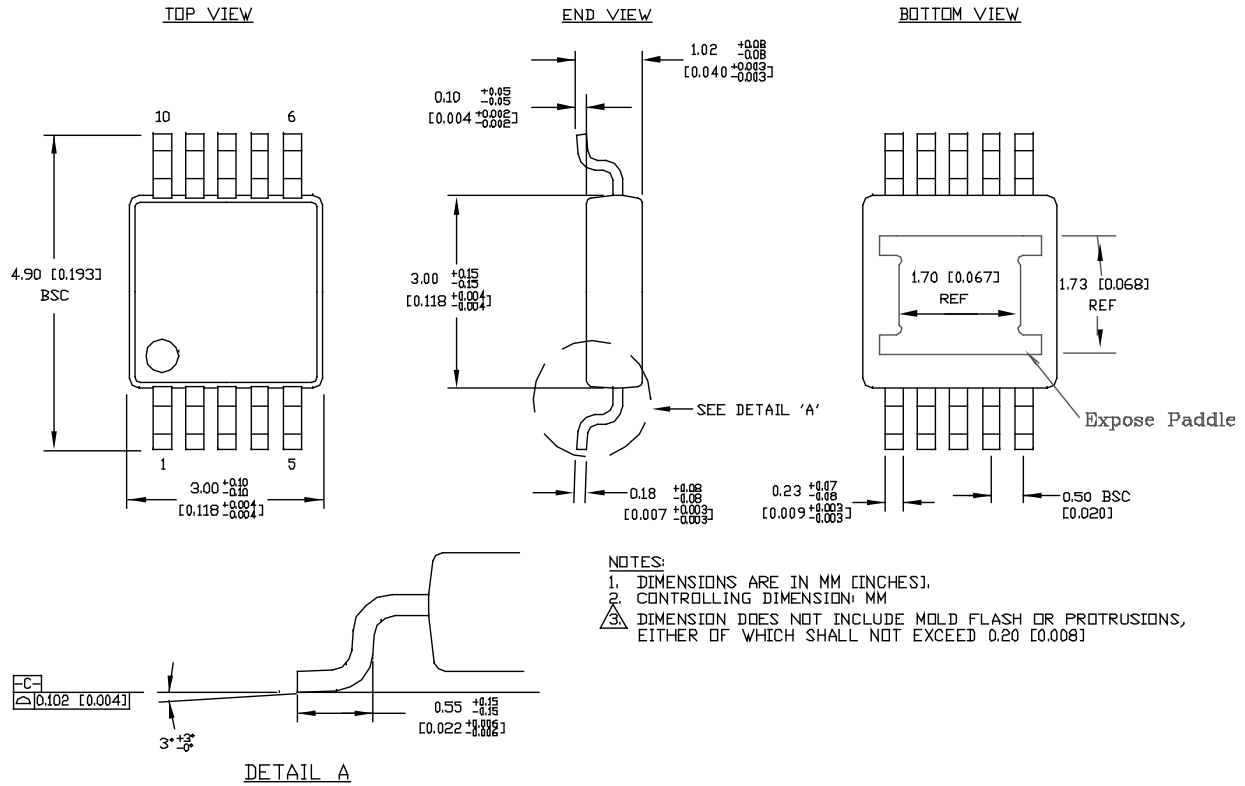 TOP VIEW
END VIEW
BOTTOM VIEW
10
6
4.90 [0.193]
BSC
1
5
3.00 +0.10 -0.10
[0.118 +0.004 -0.004]
1.02 +0.08 -0.08
[0.040 +0.003 -0.003]
0.10 +0.05 -0.05
[0.004 +0.002 -0.002]
3.00 +0.15 -0.15
[0.118 +0.004 -0.004]
SEE DETAIL 'A'
0.18 +0.08 -0.08
[0.007 +0.003 -0.003]
1.70 [0.067]
REF
1.73 [0.068]
REF
Expose Paddle
0.23 +0.07 -0.08
[0.009 +0.003 -0.003]
0.50 BSC
[0.020]
NOTES:
1. DIMENSIONS ARE IN MM [INCHES].
2. CONTROLLING DIMENSION: MM
3. DIMENSION DOES NOT INCLUDE MOLD FLASH OR PROTRUSIONS,
EITHER OF WHICH SHALL NOT EXCEED 0.20 [0.008]
-C-
0.102 [0.004]
3° +3° -0°
0.55 +0.15 -0.15
[0.022 +0.006 -0.002]
DETAIL A